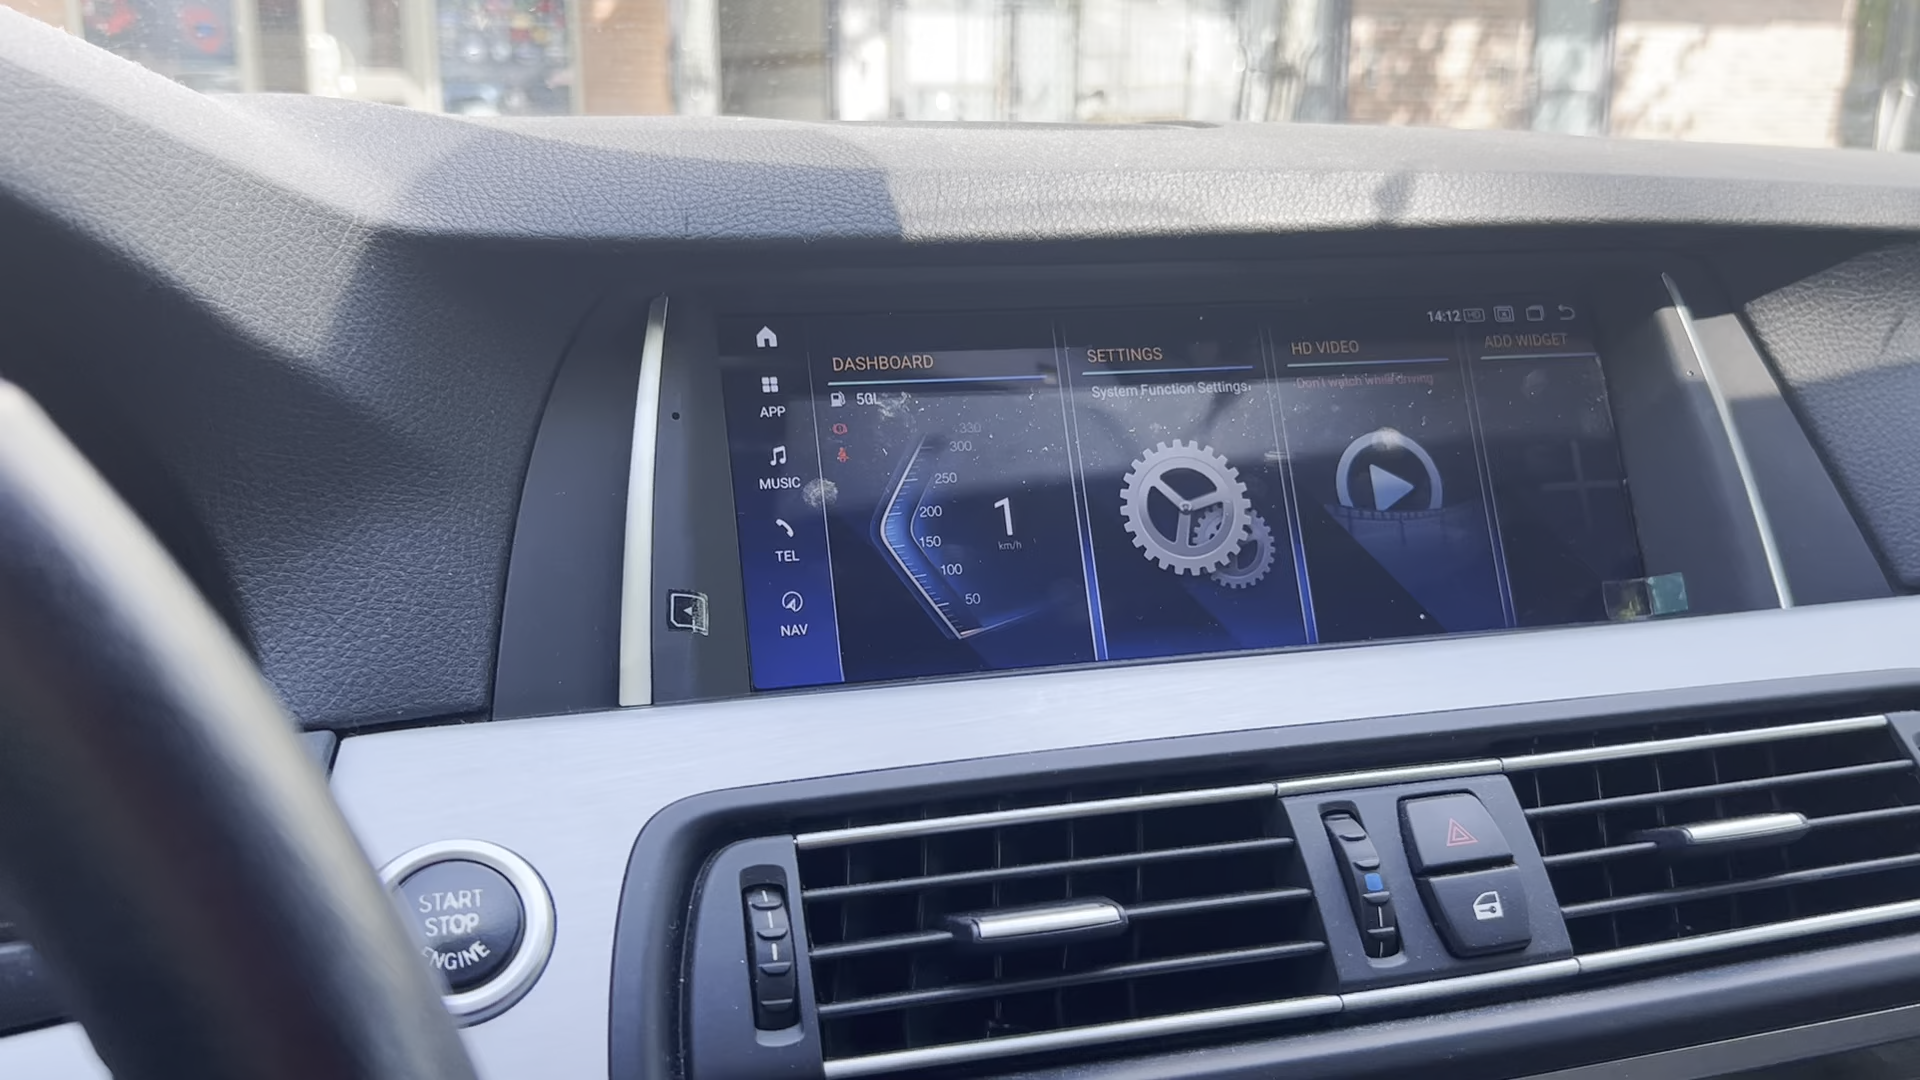 14:12
DASHBOARD
SETTINGS
HD VIDEO
ADD WIDGET
50L
System Function Settings
Don't watch while driving
APP
MUSIC
TEL
NAV
330
300
250
200
150
100
50
1
km/h
START
STOP
ENGINE